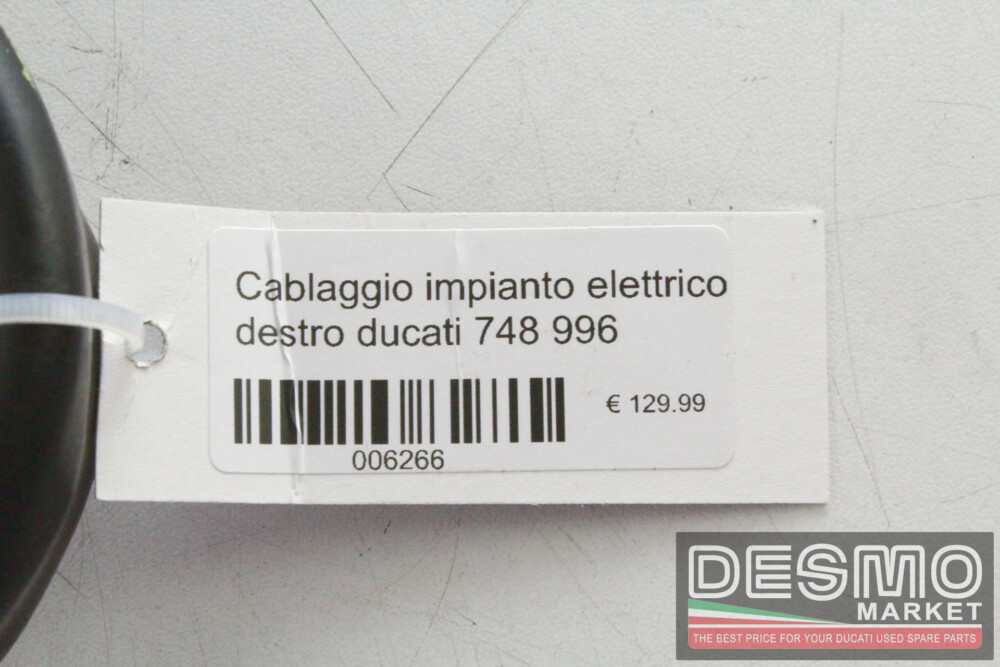 Cablaggio impianto elettrico
destro ducati 748 996
€ 129.99
006266
DESMO
MARKET
THE BEST PRICE FOR YOUR DUCATI USED SPARE PARTS